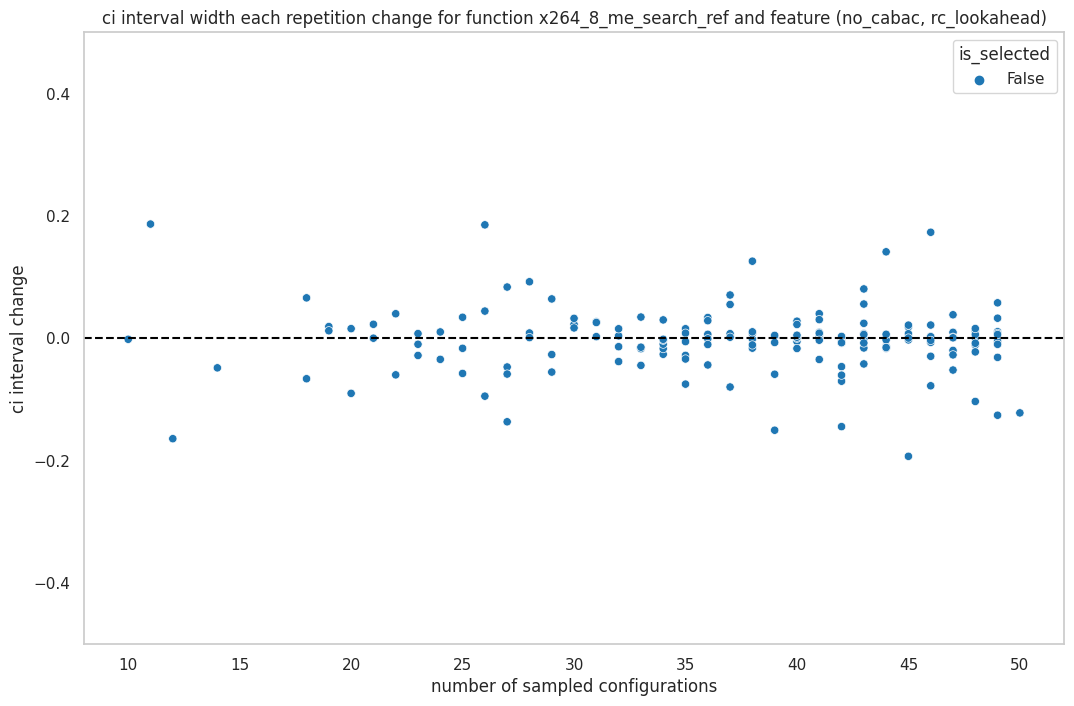 ci interval width each repetition change for function x264_8_me_search_ref and feature (no_cabac, rc_lookahead)
is_selected
False
0.4
0.2
0.0
−0.2
−0.4
ci interval change
10 15 20 25 30 35 40 45 50
number of sampled configurations